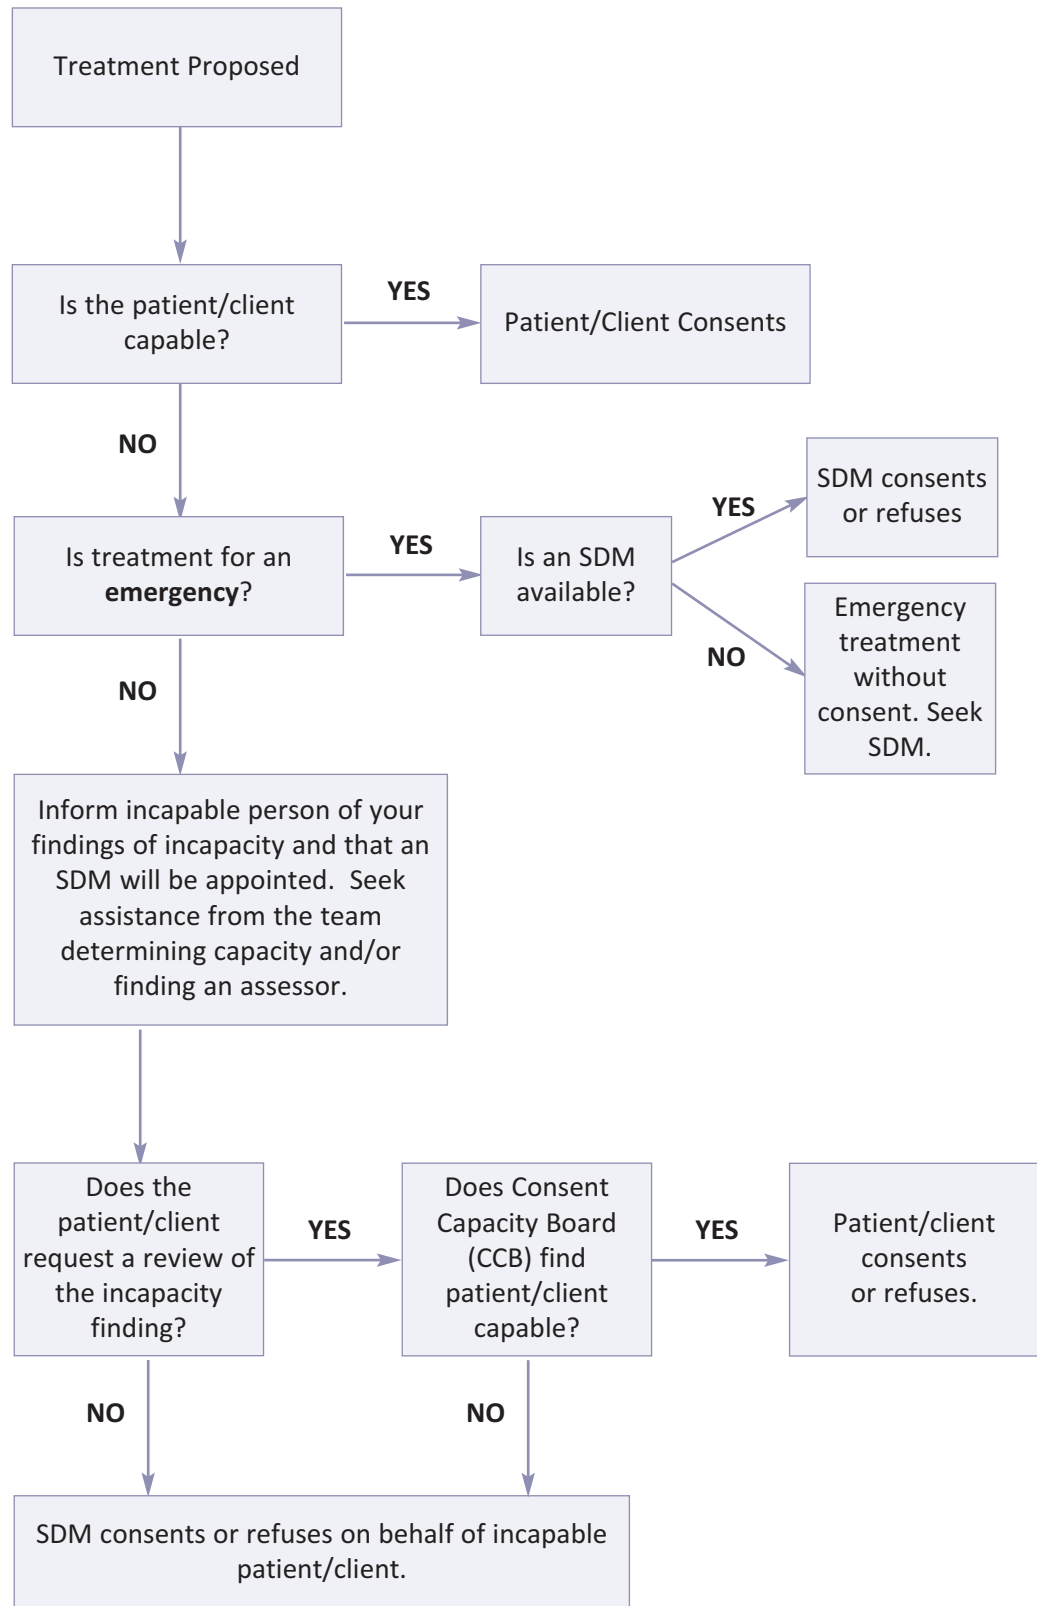 Treatment Proposed
Is the patient/client
capable?
YES
Patient/Client Consents
NO
Is treatment for an
emergency?
YES
Is an SDM
available?
YES
SDM consents
or refuses
NO
Emergency
treatment
without
consent. Seek
SDM.
NO
Inform incapable person of your
findings of incapacity and that an
SDM will be appointed.  Seek
assistance from the team
determining capacity and/or
finding an assessor.
Does the
patient/client
request a review of
the incapacity
finding?
YES
Does Consent
Capacity Board
(CCB) find
patient/client
capable?
YES
Patient/client
consents
or refuses.
NO
NO
SDM consents or refuses on behalf of incapable
patient/client.